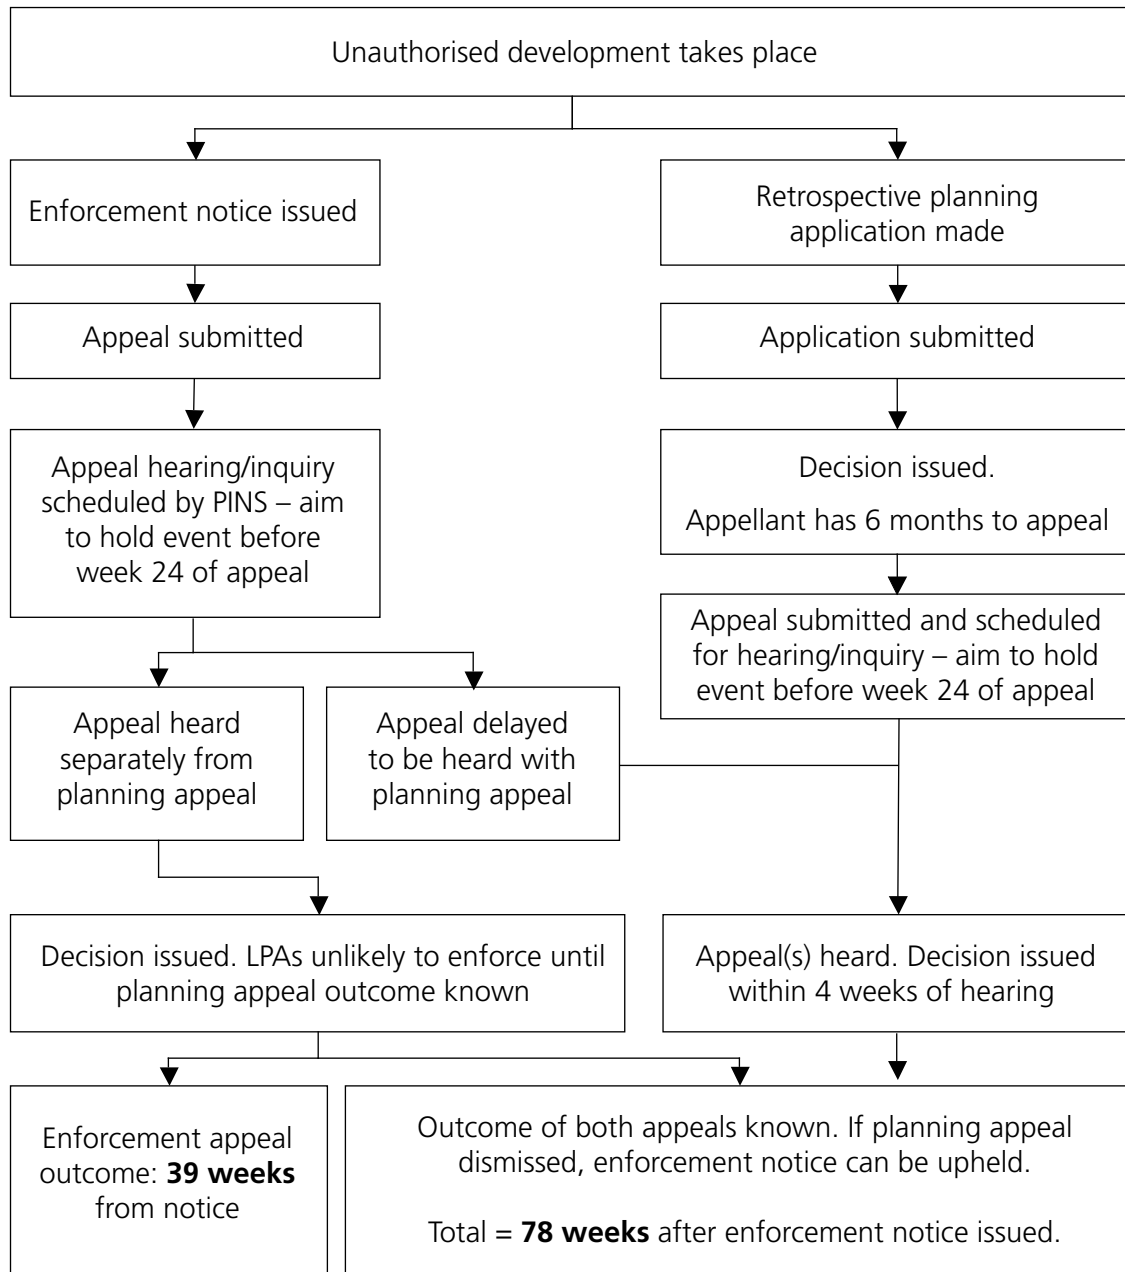 Unauthorised development takes place
Enforcement notice issued
Retrospective planning
application made
Appeal submitted
Application submitted
Appeal hearing/inquiry
scheduled by PINS – aim
to hold event before
week 24 of appeal
Decision issued.
Appellant has 6 months to appeal
Appeal submitted and scheduled
for hearing/inquiry – aim to hold
event before week 24 of appeal
Appeal heard
separately from
planning appeal
Appeal delayed
to be heard with
planning appeal
Decision issued. LPAs unlikely to enforce until
planning appeal outcome known
Appeal(s) heard. Decision issued
within 4 weeks of hearing
Enforcement appeal
outcome: 39 weeks
from notice
Outcome of both appeals known. If planning appeal
dismissed, enforcement notice can be upheld.
Total = 78 weeks after enforcement notice issued.